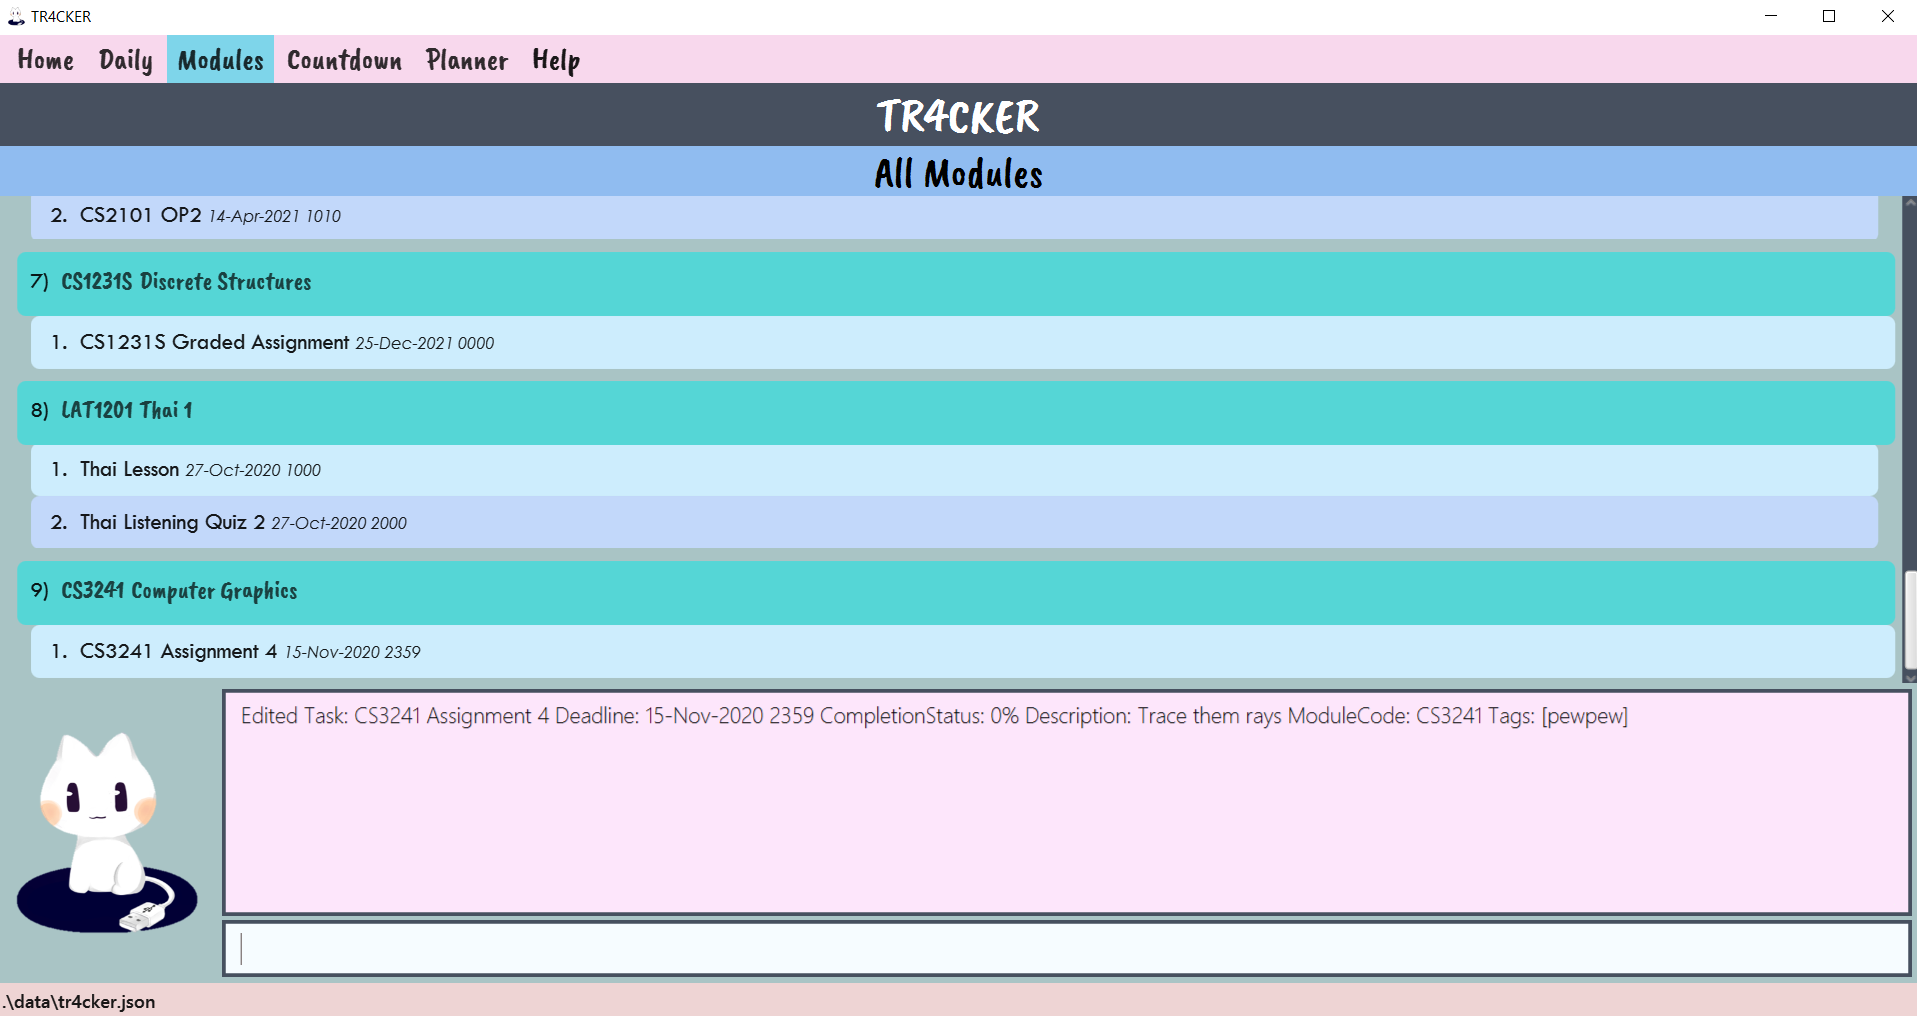 TR4CKER
Home Daily Modules Countdown Planner Help
TR4CKER
All Modules
2. CS2101 OP2 14-Apr-2021 1010
7) CS1231S Discrete Structures
1. CS1231S Graded Assignment 25-Dec-2021 0000
8) LAT1201 Thai 1
1. Thai Lesson 27-Oct-2020 1000
2. Thai Listening Quiz 2 27-Oct-2020 2000
9) CS3241 Computer Graphics
1. CS3241 Assignment 4 15-Nov-2020 2359
Edited Task: CS3241 Assignment 4 Deadline: 15-Nov-2020 2359 CompletionStatus: 0% Description: Trace them rays ModuleCode: CS3241 Tags: [pewpew]
.\data\tr4cker.json